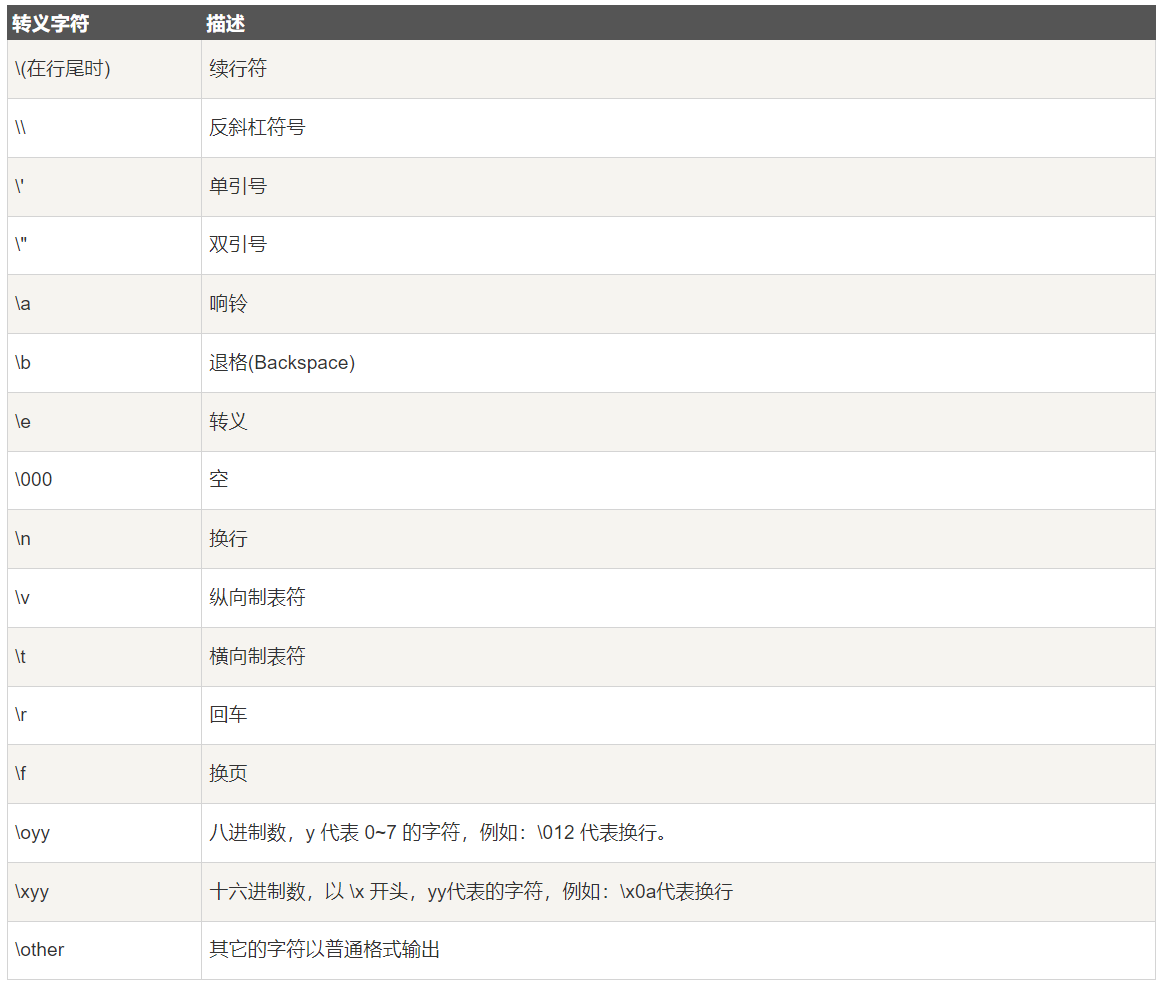 转义字符 描述
\(在行尾时) 续行符
\\ 反斜杠符号
\' 单引号
\" 双引号
\a 响铃
\b 退格(Backspace)
\e 转义
\000 空
\n 换行
\v 纵向制表符
\t 横向制表符
\r 回车
\f 换页
\oyy 八进制数，y 代表 0~7 的字符，例如：\012 代表换行。
\xyy 十六进制数，以 \x 开头，yy代表的字符，例如：\x0a代表换行
\other 其它的字符以普通格式输出